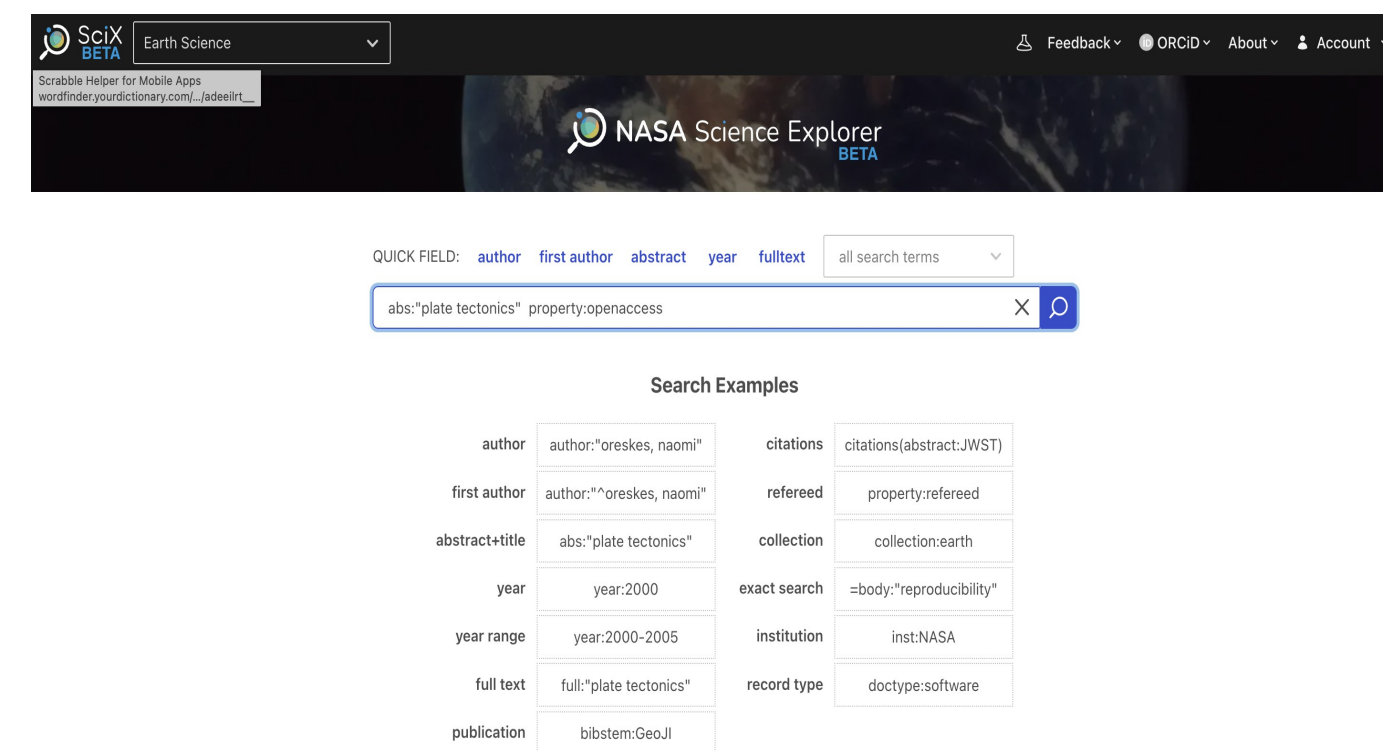 SciX
BETA
Earth Science
Feedback
ORCiD
About
Account
Scrabble Helper for Mobile Apps
wordfinder.yourdictionary.com/.../adeeilrt__
NASA Science Explorer
BETA
QUICK FIELD: author first author abstract year fulltext all search terms
abs:"plate tectonics" property:openaccess
Search Examples
author author:"oreskes, naomi" citations citations(abstract:JWST)
first author author:"^oreskes, naomi" refereed property:refereed
abstract+title abs:"plate tectonics" collection collection:earth
year year:2000 exact search =body:"reproducibility"
year range year:2000-2005 institution inst:NASA
full text full:"plate tectonics" record type doctype:software
publication bibstem:GeoJI